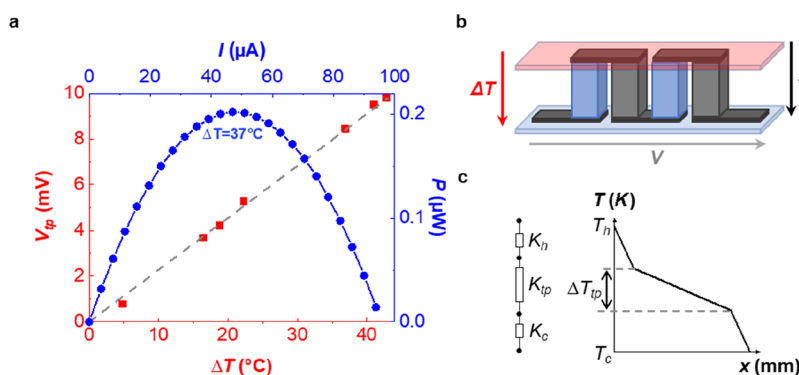 a
I (µA)
0 20 40 60 80 100
10
8
6
4
2
0
V_tp (mV)
ΔT=37°C
0.2
0.1
0.0
P (µW)
0 10 20 30 40
ΔT (°C)
b
ΔT
V
c
K_h
K_tp
K_c
T (K)
T_h
ΔT_tp
T_c
x (mm)